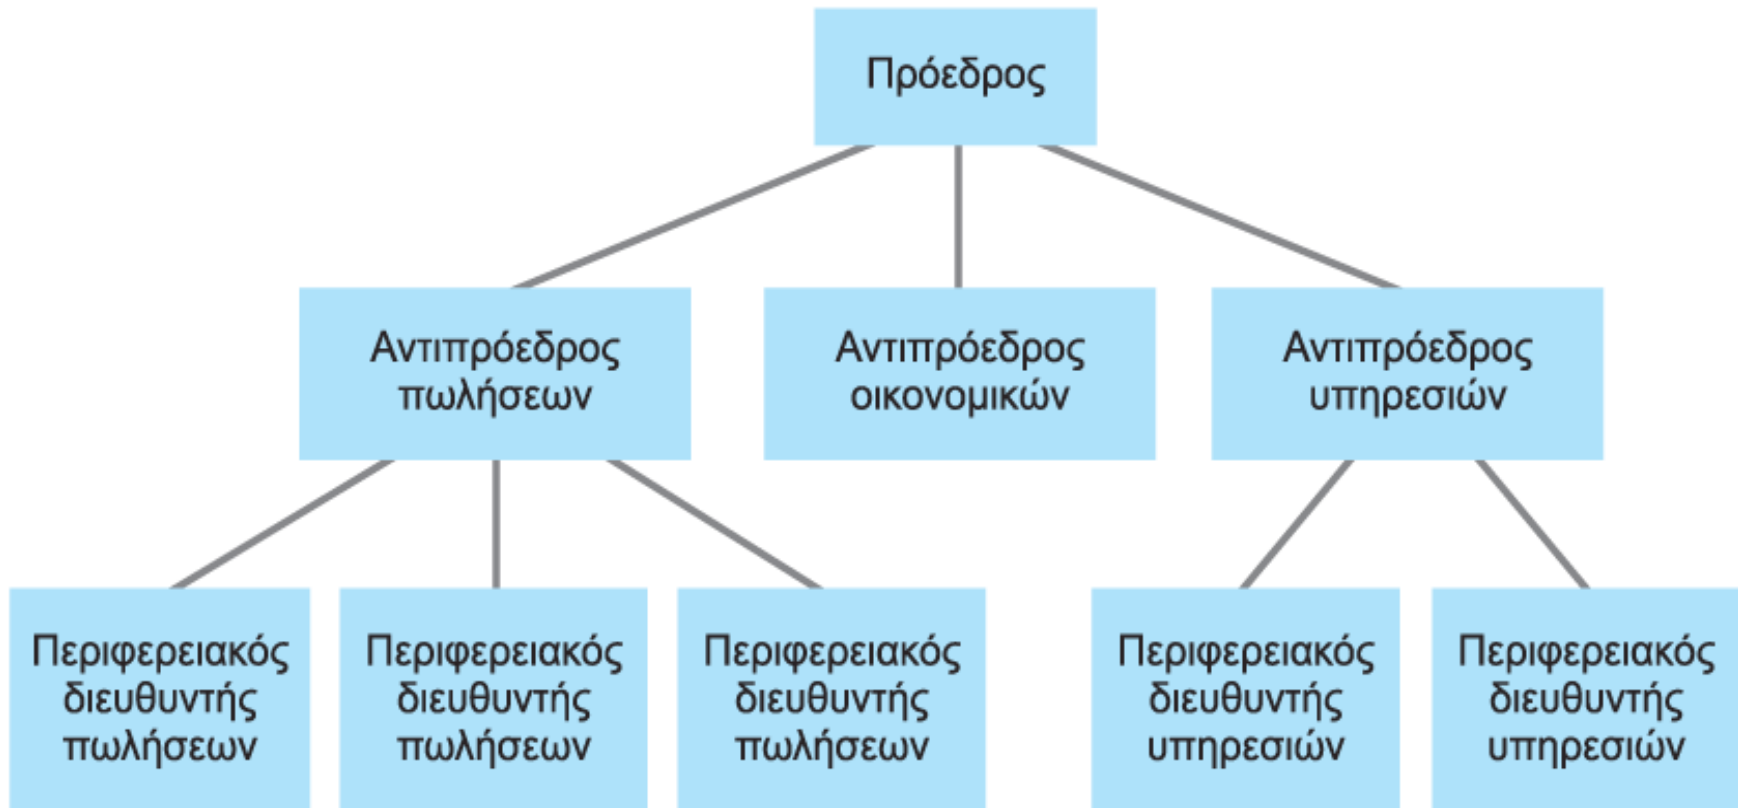 Πρόεδρος
Αντιπρόεδρος
πωλήσεων
Αντιπρόεδρος
οικονομικών
Αντιπρόεδρος
υπηρεσιών
Περιφερειακός
διευθυντής
πωλήσεων
Περιφερειακός
διευθυντής
πωλήσεων
Περιφερειακός
διευθυντής
πωλήσεων
Περιφερειακός
διευθυντής
υπηρεσιών
Περιφερειακός
διευθυντής
υπηρεσιών